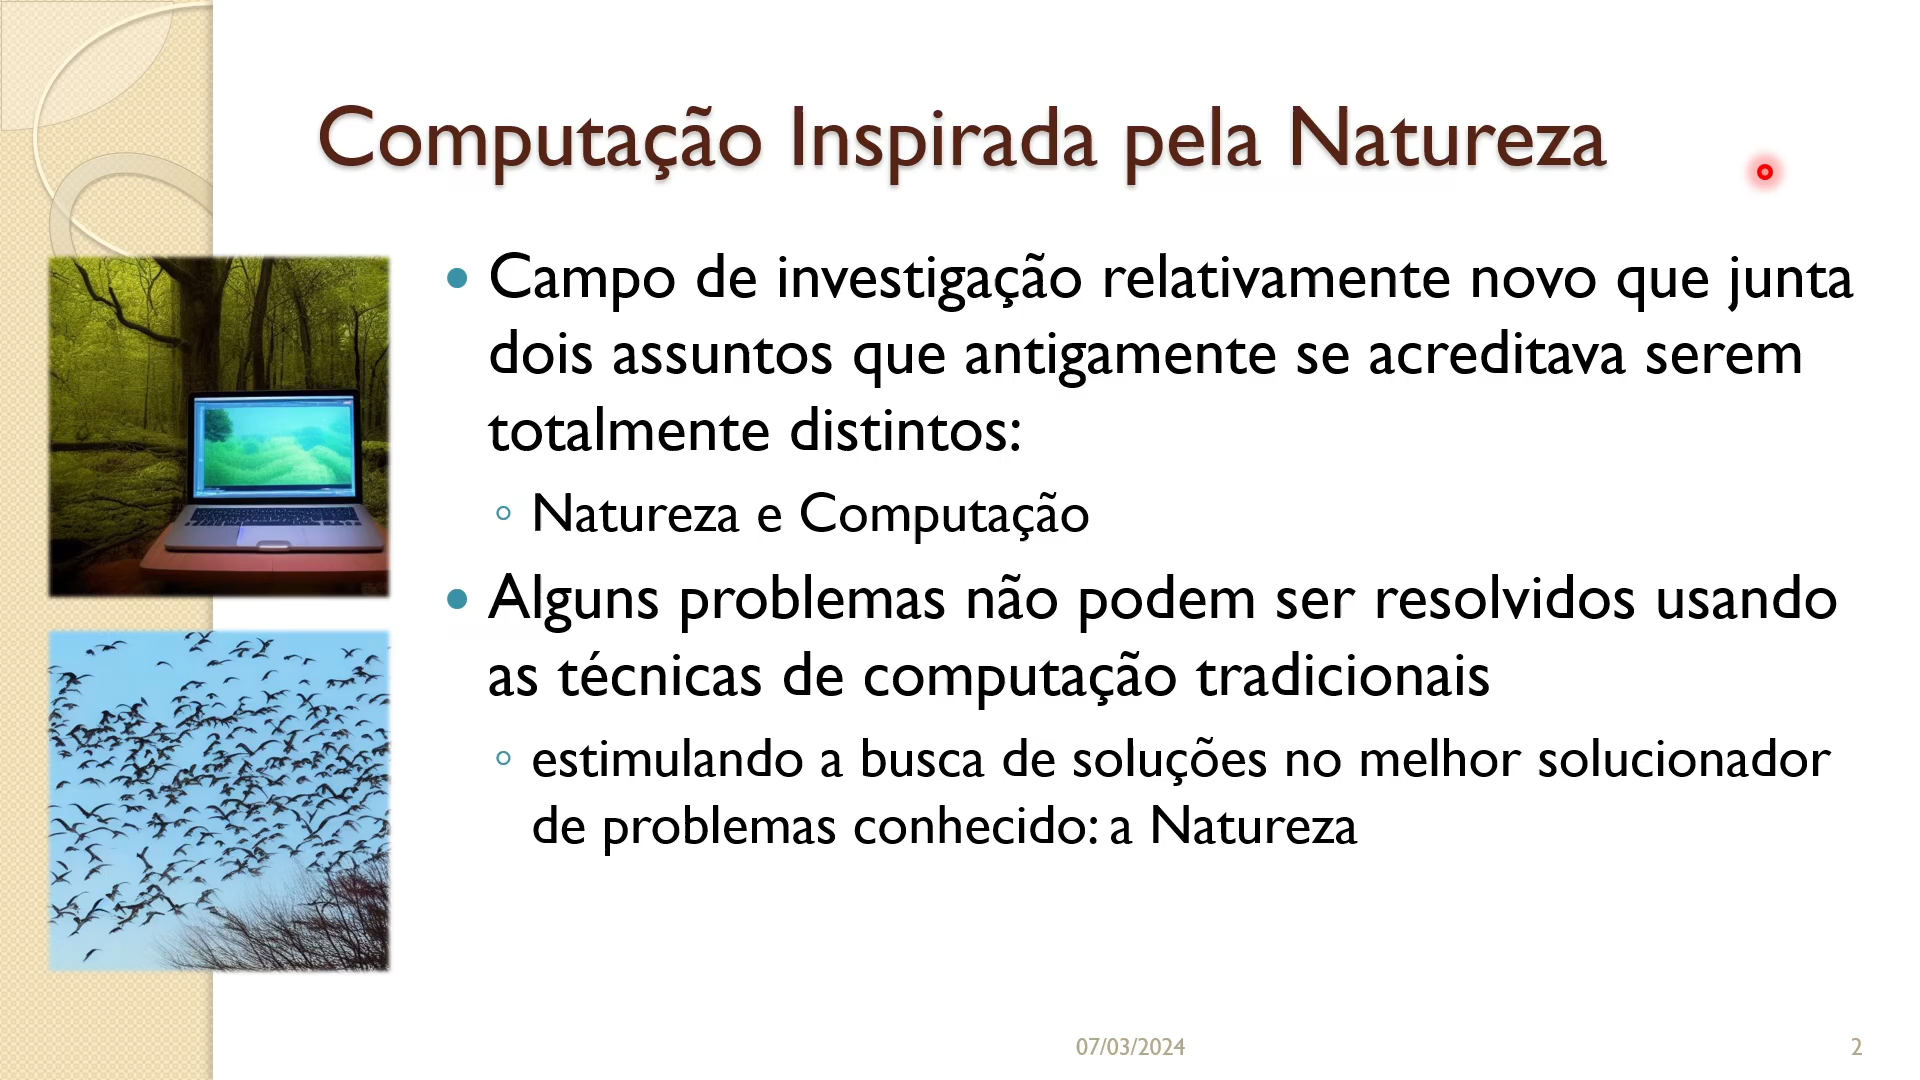 Computação Inspirada pela Natureza
Campo de investigação relativamente novo que junta
dois assuntos que antigamente se acreditava serem
totalmente distintos:
Natureza e Computação
Alguns problemas não podem ser resolvidos usando
as técnicas de computação tradicionais
estimulando a busca de soluções no melhor solucionador
de problemas conhecido: a Natureza
07/03/2024
2